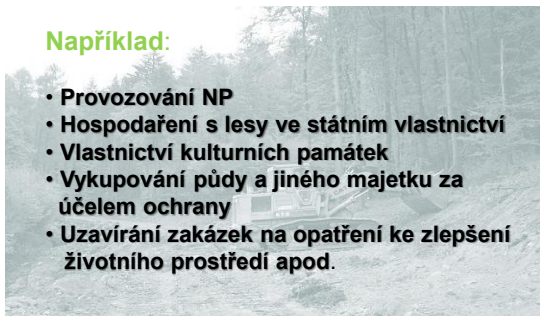 Například:
• Provozování NP
• Hospodaření s lesy ve státním vlastnictví
• Vlastnictví kulturních památek
• Vykupování půdy a jiného majetku za
účelem ochrany
• Uzavírání zakázek na opatření ke zlepšení
životního prostředí apod.